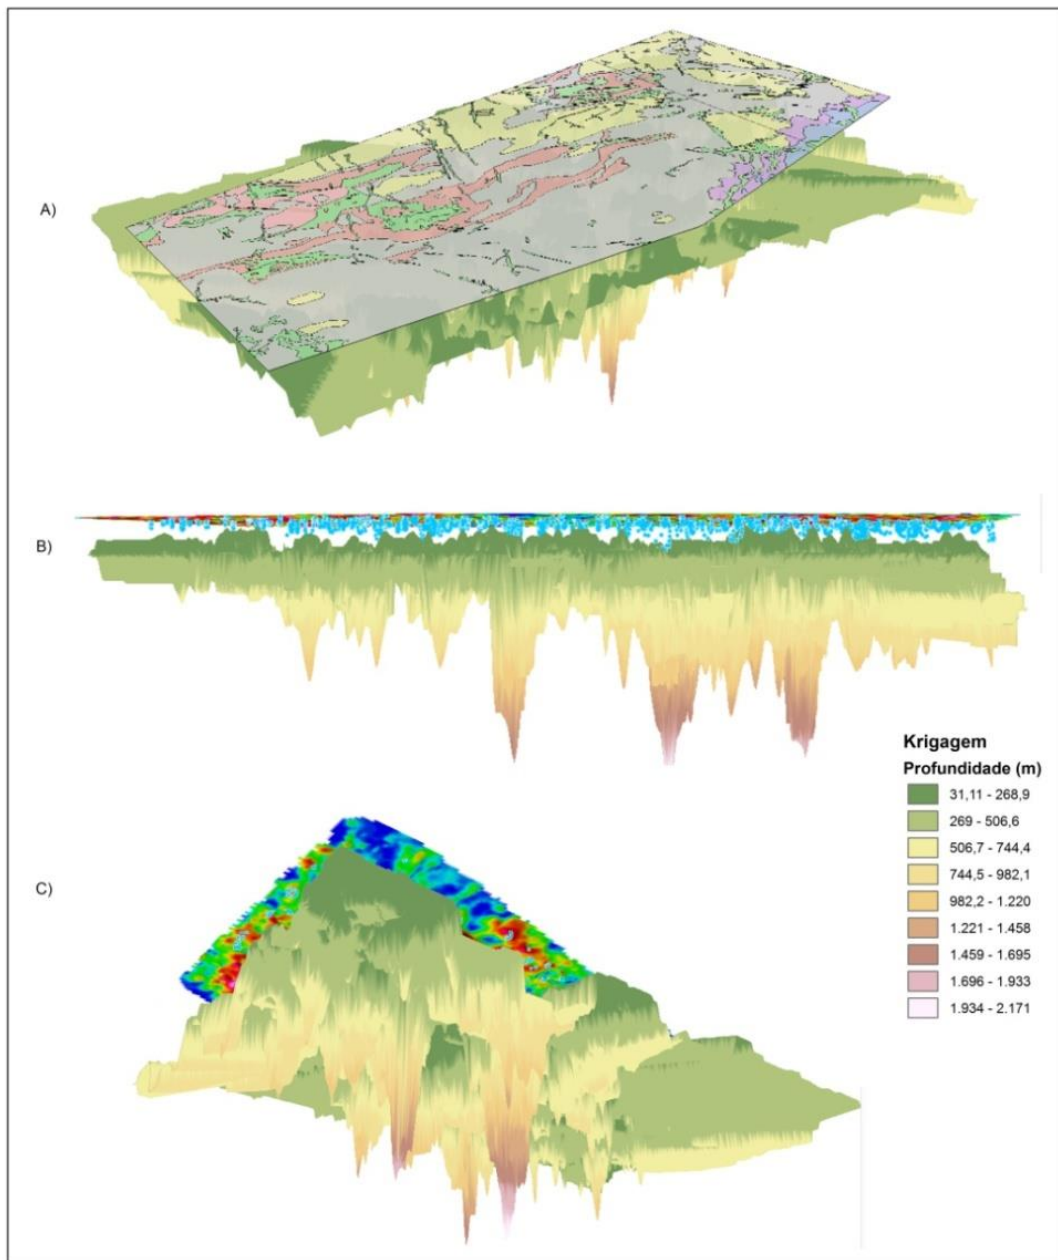 A)
B)
C)
Krigagem
Profundidade (m)
31,11 - 268,9
269 - 506,6
506,7 - 744,4
744,5 - 982,1
982,2 - 1.220
1.221 - 1.458
1.459 - 1.695
1.696 - 1.933
1.934 - 2.171